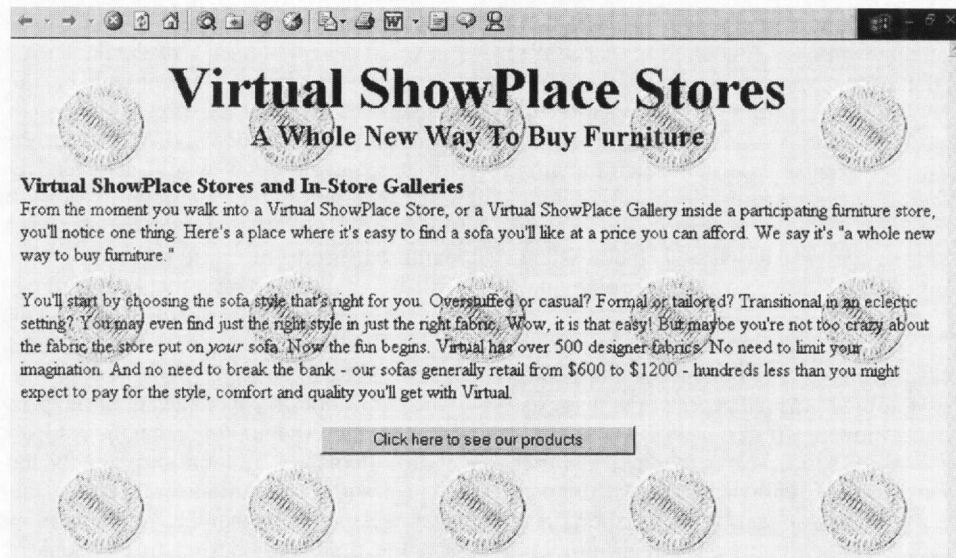 Virtual ShowPlace Stores
A Whole New Way To Buy Furniture
Virtual ShowPlace Stores and In-Store Galleries
From the moment you walk into a Virtual ShowPlace Store, or a Virtual ShowPlace Gallery inside a participating furniture store,
you'll notice one thing. Here's a place where it's easy to find a sofa you'll like at a price you can afford. We say it's "a whole new
way to buy furniture."
You'll start by choosing the sofa style that's right for you. Overstuffed or casual? Formal or tailored? Transitional in an eclectic
setting? You may even find just the right style in just the right fabric. Wow, it is that easy! But maybe you're not too crazy about
the fabric the store put on your sofa. Now the fun begins. Virtual has over 500 designer fabrics. No need to limit your
imagination. And no need to break the bank - our sofas generally retail from $600 to $1200 - hundreds less than you might
expect to pay for the style, comfort and quality you'll get with Virtual.
Click here to see our products